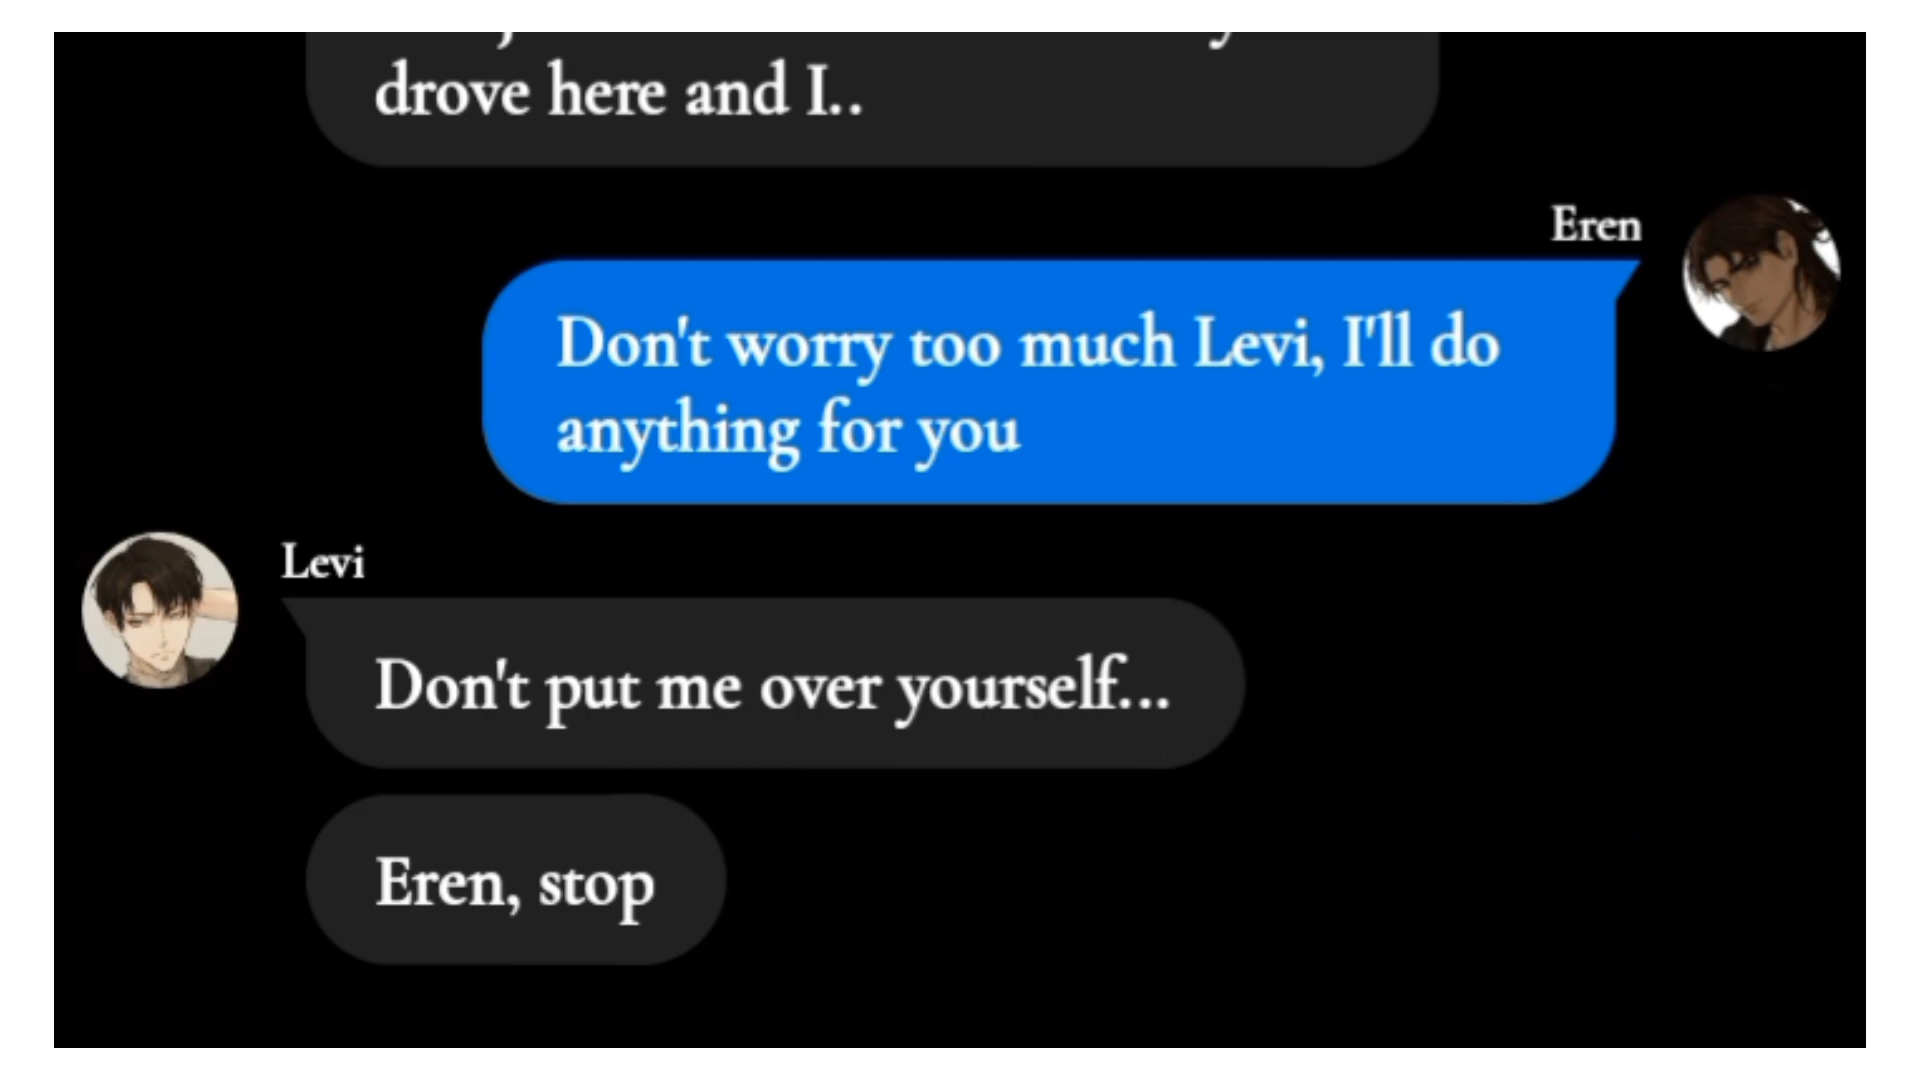 drove here and I..
Eren
Don't worry too much Levi, I'll do
anything for you
Levi
Don't put me over yourself...
Eren, stop